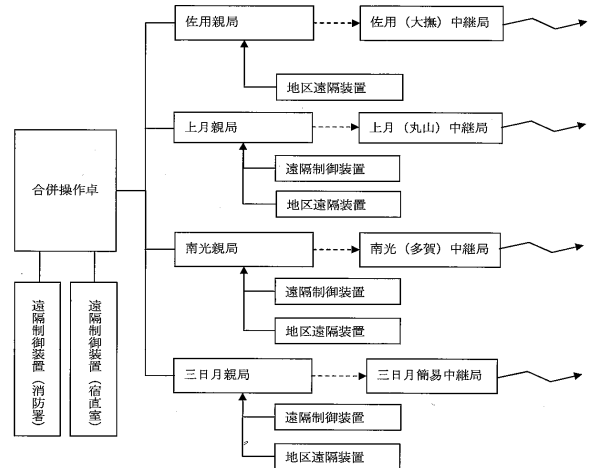 佐用親局
佐用（大撫）中継局
地区遠隔装置
上月親局
上月（丸山）中継局
遠隔制御装置
地区遠隔装置
合併操作卓
南光親局
南光（多賀）中継局
遠隔制御装置
地区遠隔装置
遠隔制御装置（消防署）
遠隔制御装置（宿直室）
三日月親局
三日月簡易中継局
遠隔制御装置
地区遠隔装置